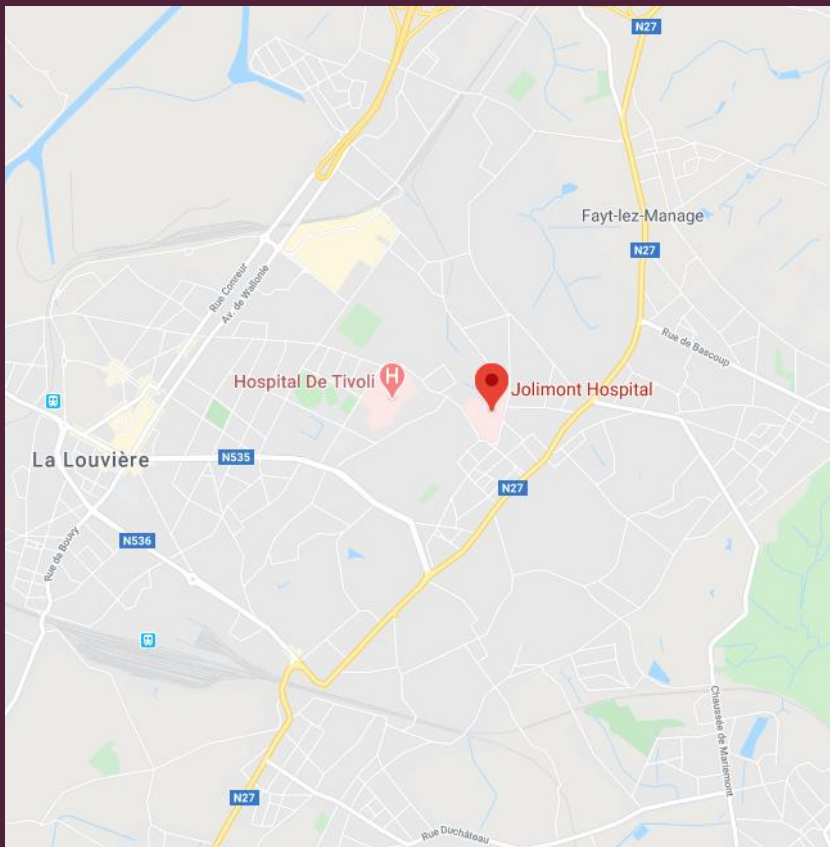 N27
Fayt-lez-Manage
N27
Rue Conreur
Av. de Wallonie
Rue de Bascoup
Hospital De Tivoli
H
Jolimont Hospital
La Louvière
N535
N27
N536
Rue de Bouvy
Chaussée de Mariemont
N27
Rue Duchâteau